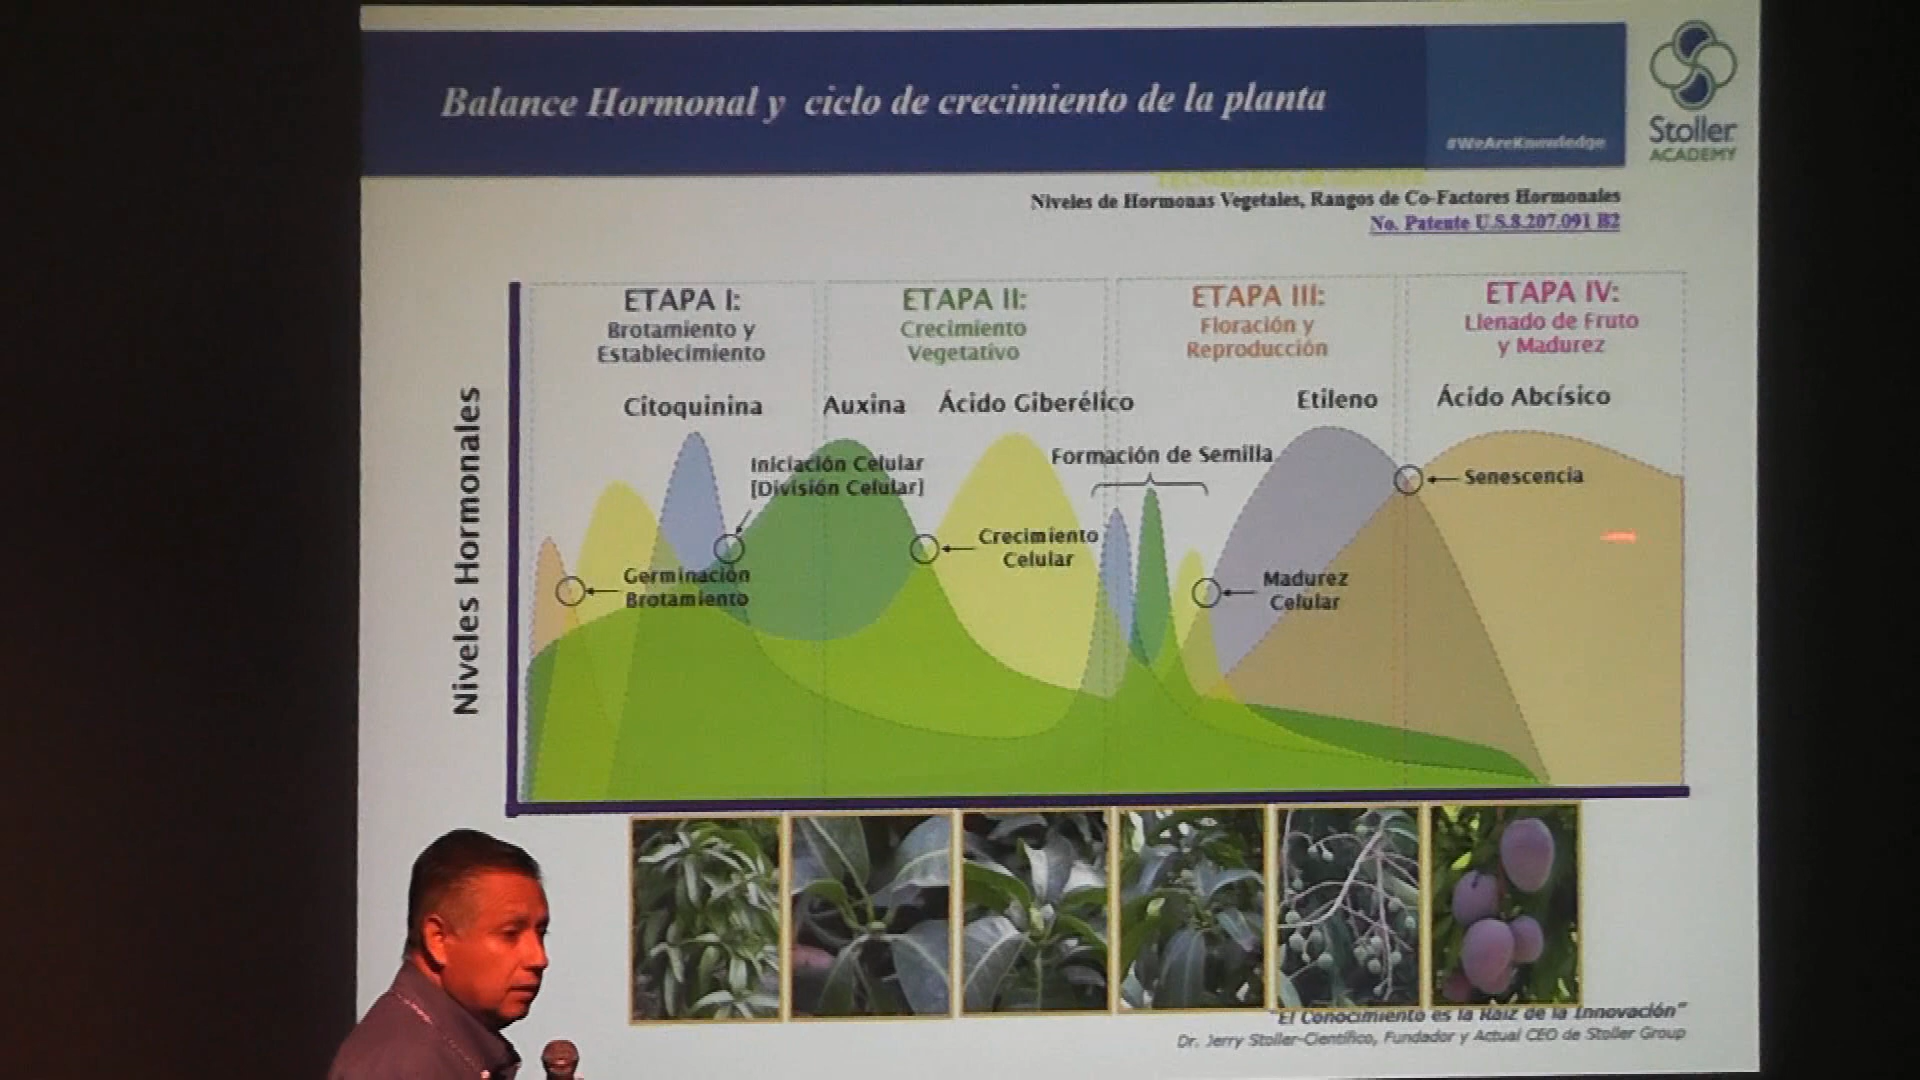 Balance Hormonal y ciclo de crecimiento de la planta
#WeAreKnowledge
Stoller
ACADEMY
Niveles de Hormonas Vegetales, Rangos de Co-Factores Hormonales
No. Patente U.S.8.207.091 B2
ETAPA I:
Brotamiento y
Establecimiento
ETAPA II:
Crecimiento
Vegetativo
ETAPA III:
Floración y
Reproducción
ETAPA IV:
Llenado de Fruto
y Madurez
Citoquinina
Auxina
Ácido Giberélico
Etileno
Ácido Abcísico
Iniciación Celular
[División Celular]
Formación de Semilla
Senescencia
Crecimiento
Celular
Germinación
Brotamiento
Madurez
Celular
Niveles Hormonales
"El Conocimiento es la Raiz de la Innovación"
Dr. Jerry Stoller-Científico, Fundador y Actual CEO de Stoller Group